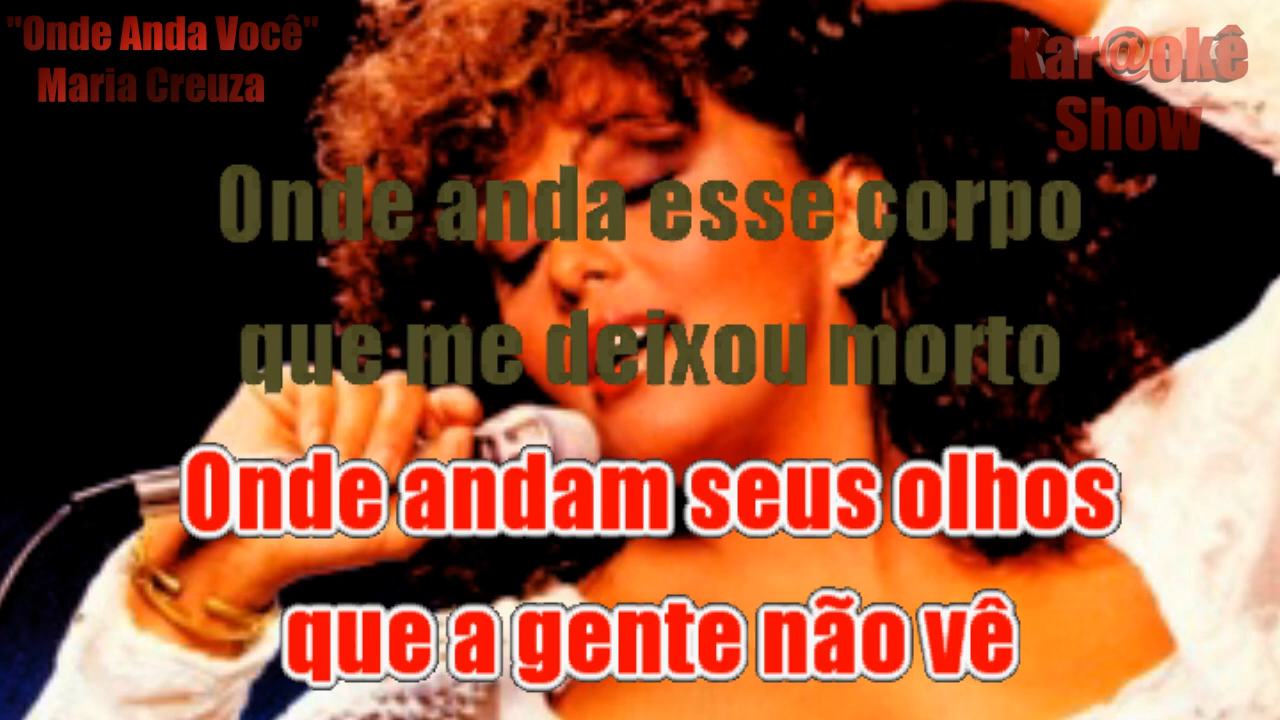 "Onde Anda Você"
Maria Creuza
Kar@okê
Show
Onde anda esse corpo
que me deixou morto
Onde andam seus olhos
que a gente não vê